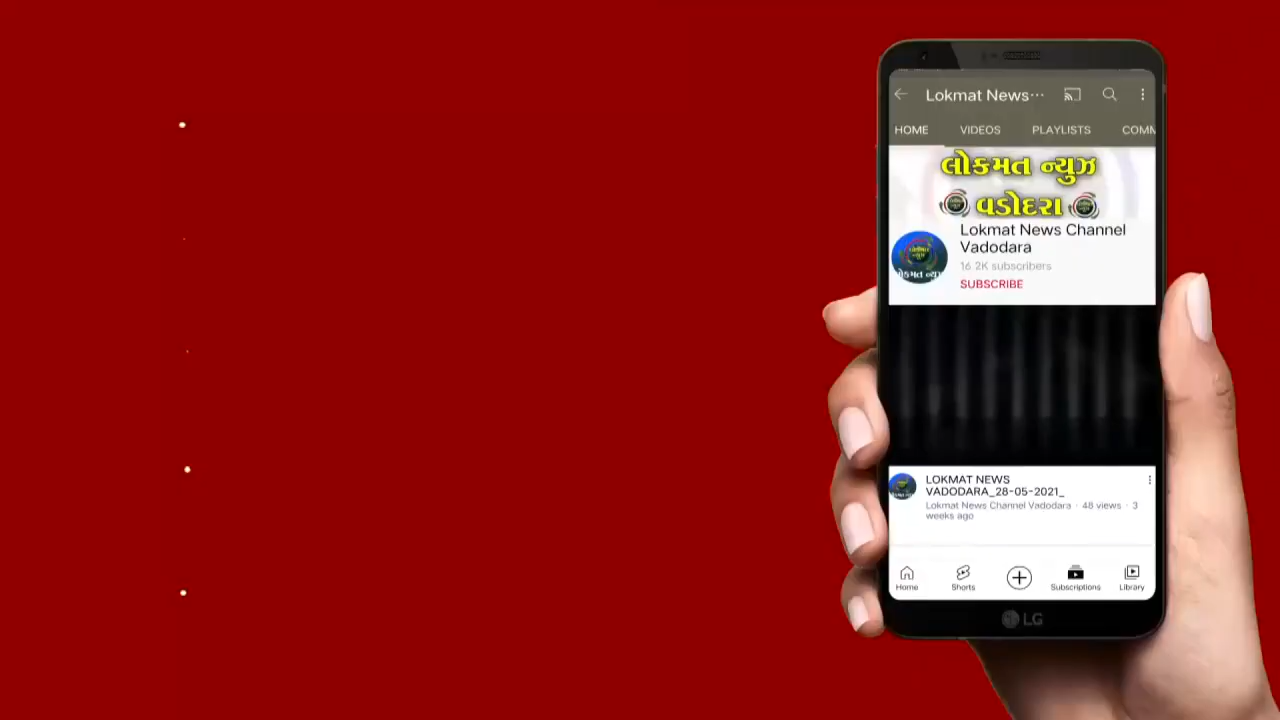 Lokmat News...
HOME VIDEOS PLAYLISTS COMM
લોકમત ન્યુઝ
વડોદરા
Lokmat News Channel
Vadodara
16.2K subscribers
SUBSCRIBE
લોકમત ન્યુઝ
LOKMAT NEWS
VADODARA_28-05-2021_
Lokmat News Channel Vadodara · 48 views · 3
weeks ago
Home Shorts Subscriptions Library
LG